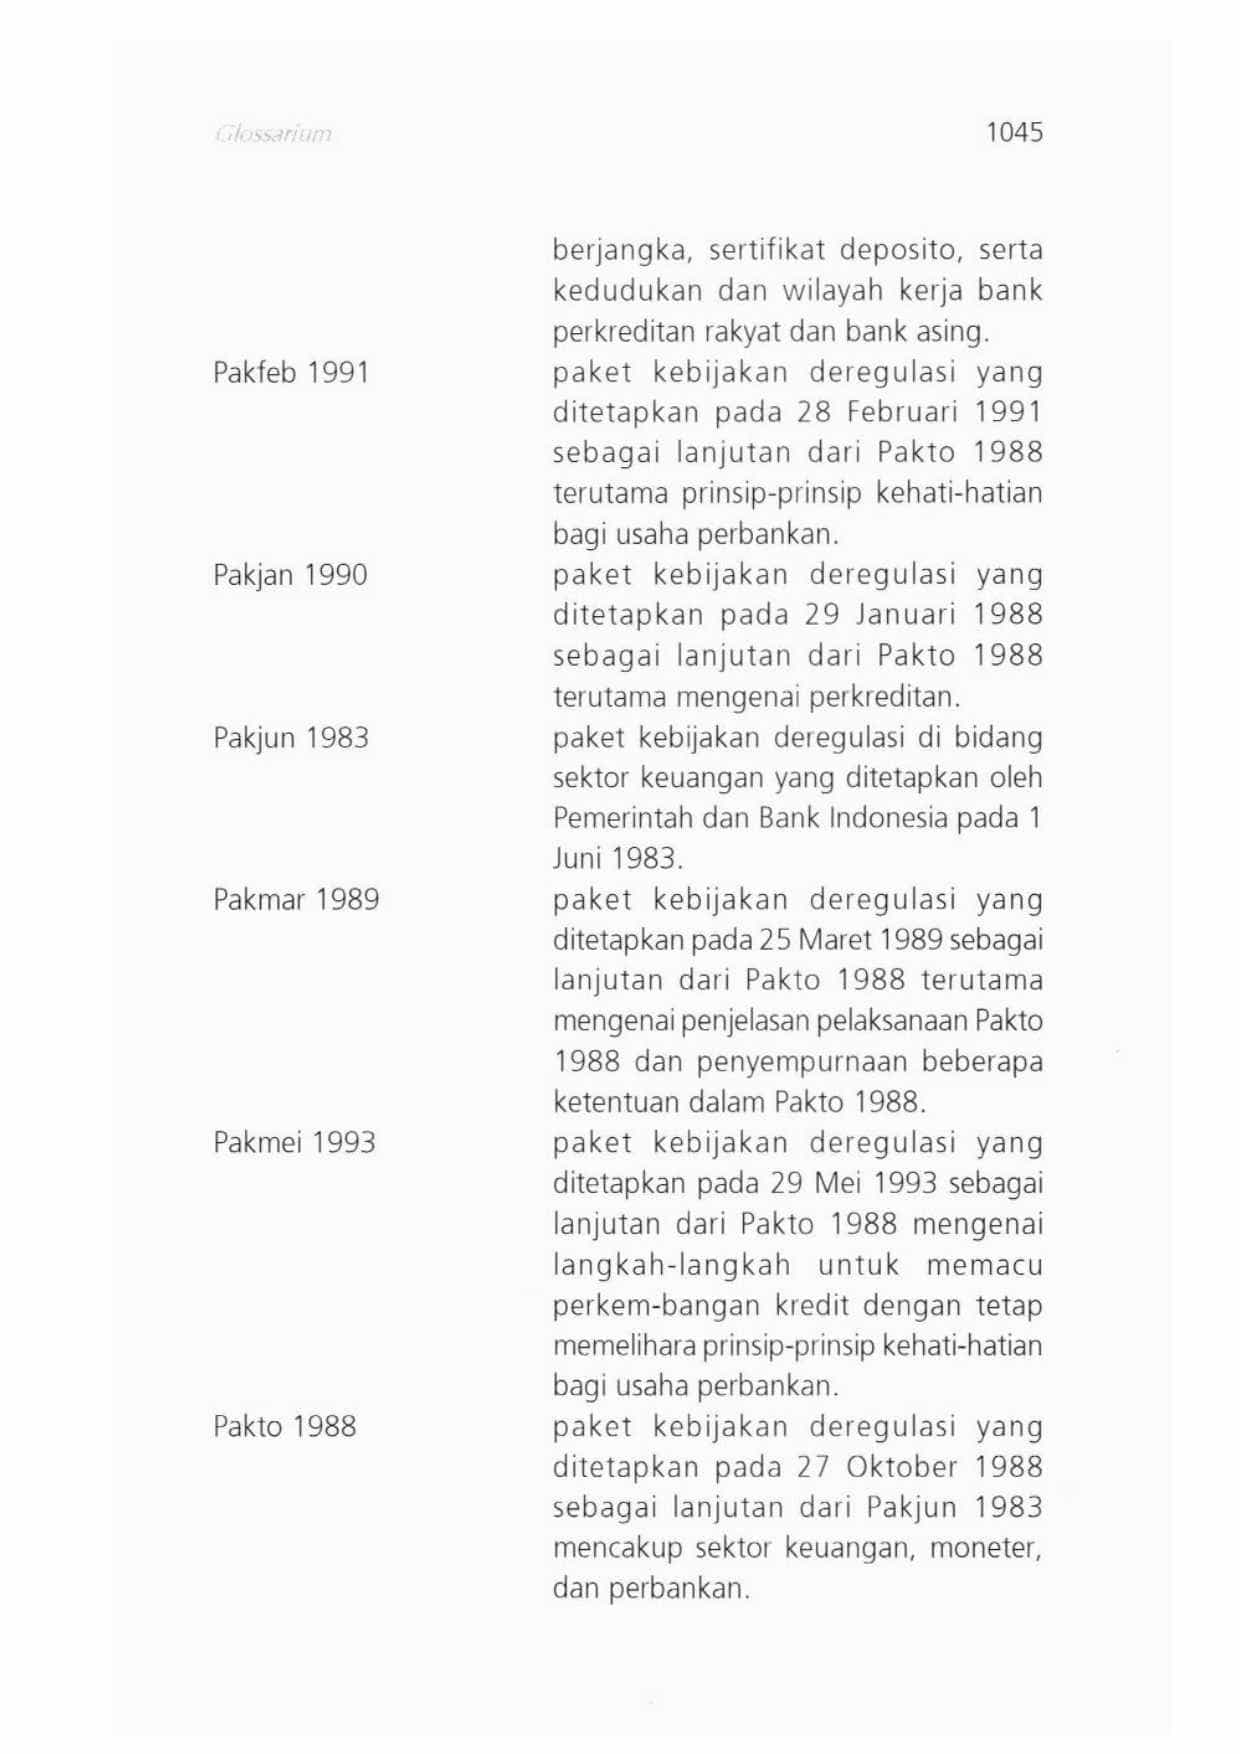 Glossarium 1045
berjangka, sertifikat deposito, serta
kedudukan dan wilayah kerja bank
perkreditan rakyat dan bank asing.
Pakfeb 1991 paket kebijakan deregulasi yang
ditetapkan pada 28 Februari 1991
sebagai lanjutan dari Pakto 1988
terutama prinsip-prinsip kehati-hatian
bagi usaha perbankan.
Pakjan 1990 paket kebijakan deregulasi yang
ditetapkan pada 29 Januari 1988
sebagai lanjutan dari Pakto 1988
terutama mengenai perkreditan.
Pakjun 1983 paket kebijakan deregulasi di bidang
sektor keuangan yang ditetapkan oleh
Pemerintah dan Bank Indonesia pada 1
Juni 1983.
Pakmar 1989 paket kebijakan deregulasi yang
ditetapkan pada 25 Maret 1989 sebagai
lanjutan dari Pakto 1988 terutama
mengenai penjelasan pelaksanaan Pakto
1988 dan penyempurnaan beberapa
ketentuan dalam Pakto 1988.
Pakmei 1993 paket kebijakan deregulasi yang
ditetapkan pada 29 Mei 1993 sebagai
lanjutan dari Pakto 1988 mengenai
langkah-langkah untuk memacu
perkem-bangan kredit dengan tetap
memelihara prinsip-prinsip kehati-hatian
bagi usaha perbankan.
Pakto 1988 paket kebijakan deregulasi yang
ditetapkan pada 27 Oktober 1988
sebagai lanjutan dari Pakjun 1983
mencakup sektor keuangan, moneter,
dan perbankan.